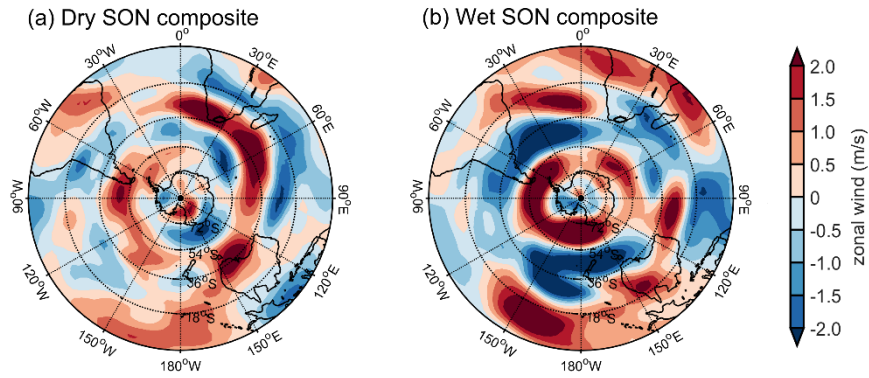 (a) Dry SON composite
(b) Wet SON composite
0°
30°E
60°E
90°E
120°E
150°E
180°W
150°W
120°W
90°W
60°W
30°W
72°S
54°S
36°S
18°S
0°
30°E
60°E
90°E
120°E
150°E
180°W
150°W
120°W
90°W
60°W
30°W
72°S
54°S
36°S
18°S
2.0
1.5
1.0
0.5
0
-0.5
-1.0
-1.5
-2.0
zonal wind (m/s)